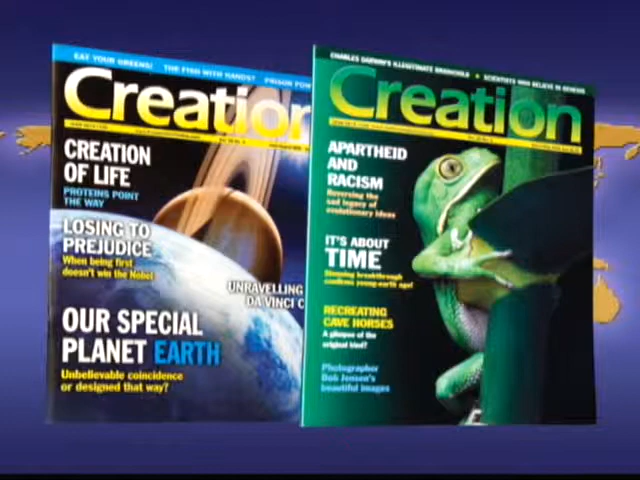 EAT YOUR GREENS! THE FISH WITH HANDS? PRISON POW
Creation
CREATION
OF LIFE
PROTEINS POINT
THE WAY
LOSING TO
PREJUDICE
When being first
doesn't win the Nobel
UNRAVELLING
DA VINCI C
OUR SPECIAL
PLANET EARTH
Unbelievable coincidence
or designed that way?
CHARLES DARWIN'S ILLEGITIMATE BRAINCHILD • SCIENTISTS WHO BELIEVE IN GENESIS
Creation
APARTHEID
AND
RACISM
Reversing the
sad legacy of
evolutionary ideas
IT'S ABOUT
TIME
Stunning breakthrough
confirms young-earth age!
RECREATING
CAVE HORSES
A glimpse of the
original kind?
Photographer
Bob Jensen's
beautiful images